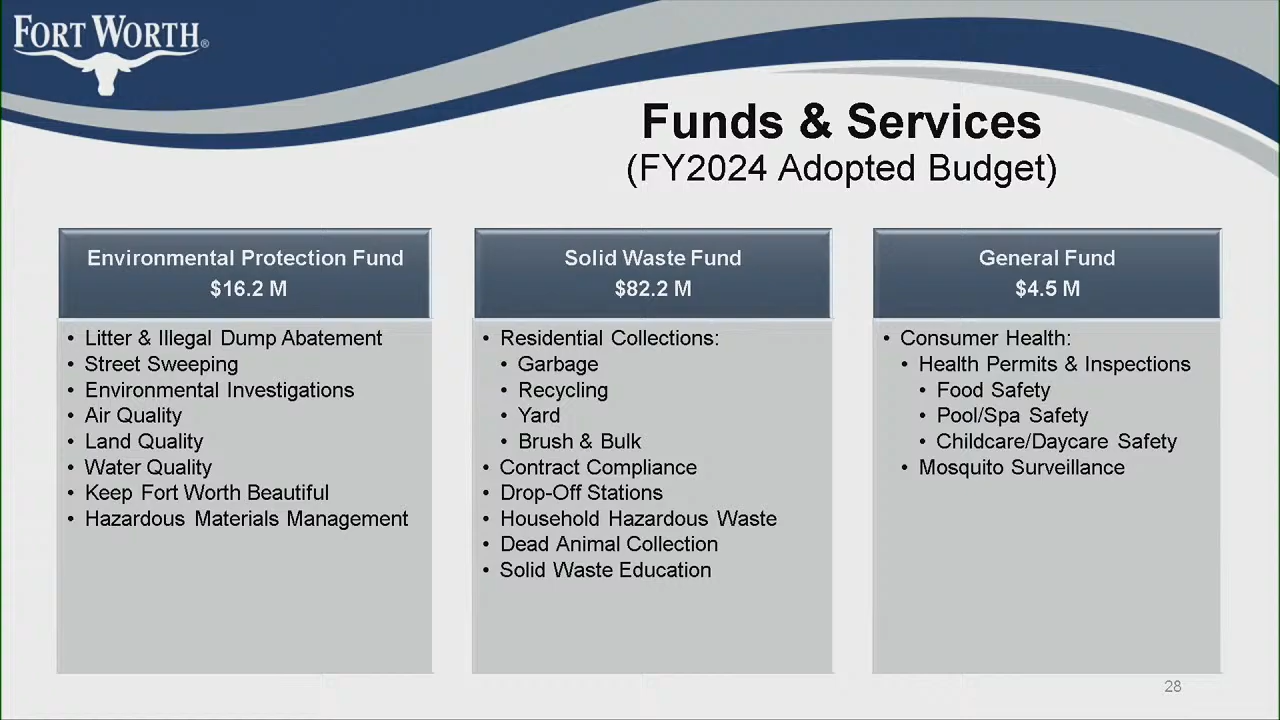 FORT WORTH®
Funds & Services
(FY2024 Adopted Budget)
Environmental Protection Fund
$16.2 M
• Litter & Illegal Dump Abatement
• Street Sweeping
• Environmental Investigations
• Air Quality
• Land Quality
• Water Quality
• Keep Fort Worth Beautiful
• Hazardous Materials Management
Solid Waste Fund
$82.2 M
• Residential Collections:
• Garbage
• Recycling
• Yard
• Brush & Bulk
• Contract Compliance
• Drop-Off Stations
• Household Hazardous Waste
• Dead Animal Collection
• Solid Waste Education
General Fund
$4.5 M
• Consumer Health:
• Health Permits & Inspections
• Food Safety
• Pool/Spa Safety
• Childcare/Daycare Safety
• Mosquito Surveillance
28